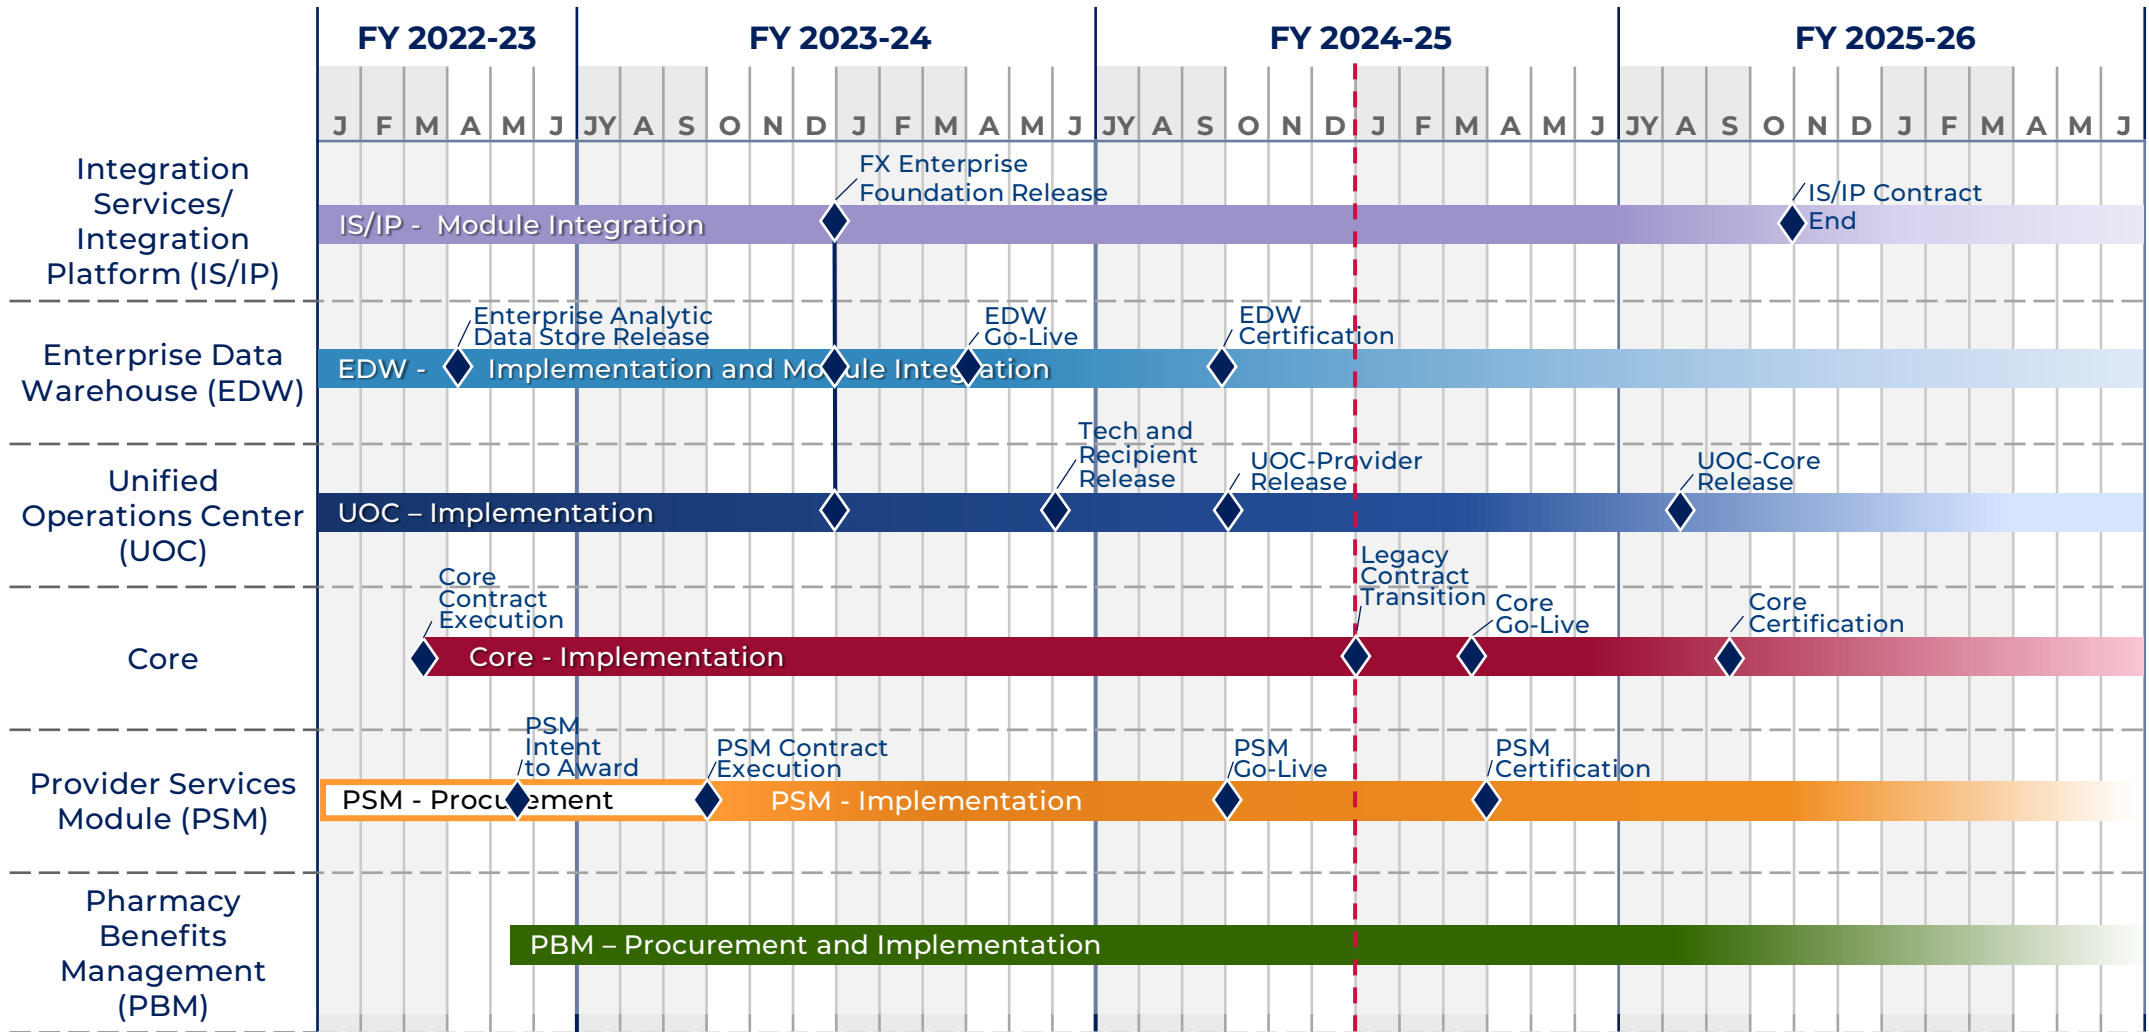 FY 2022-23 FY 2023-24 FY 2024-25 FY 2025-26
J F M A M J JY A S O N D J F M A M J JY A S O N D J F M A M J JY A S O N D J F M A M J
Integration
Services/
Integration
Platform (IS/IP)
IS/IP - Module Integration
FX Enterprise
Foundation Release
IS/IP Contract
End
Enterprise Data
Warehouse (EDW)
EDW - Implementation and Module Integration
Enterprise Analytic
Data Store Release
EDW
Go-Live
EDW
Certification
Unified
Operations Center
(UOC)
UOC – Implementation
Tech and
Recipient
Release
UOC-Provider
Release
UOC-Core
Release
Core
Core
Contract
Execution
Core - Implementation
Legacy
Contract
Transition
Core
Go-Live
Core
Certification
Provider Services
Module (PSM)
PSM - Procurement
PSM
Intent
to Award
PSM Contract
Execution
PSM - Implementation
PSM
Go-Live
PSM
Certification
Pharmacy
Benefits
Management
(PBM)
PBM – Procurement and Implementation